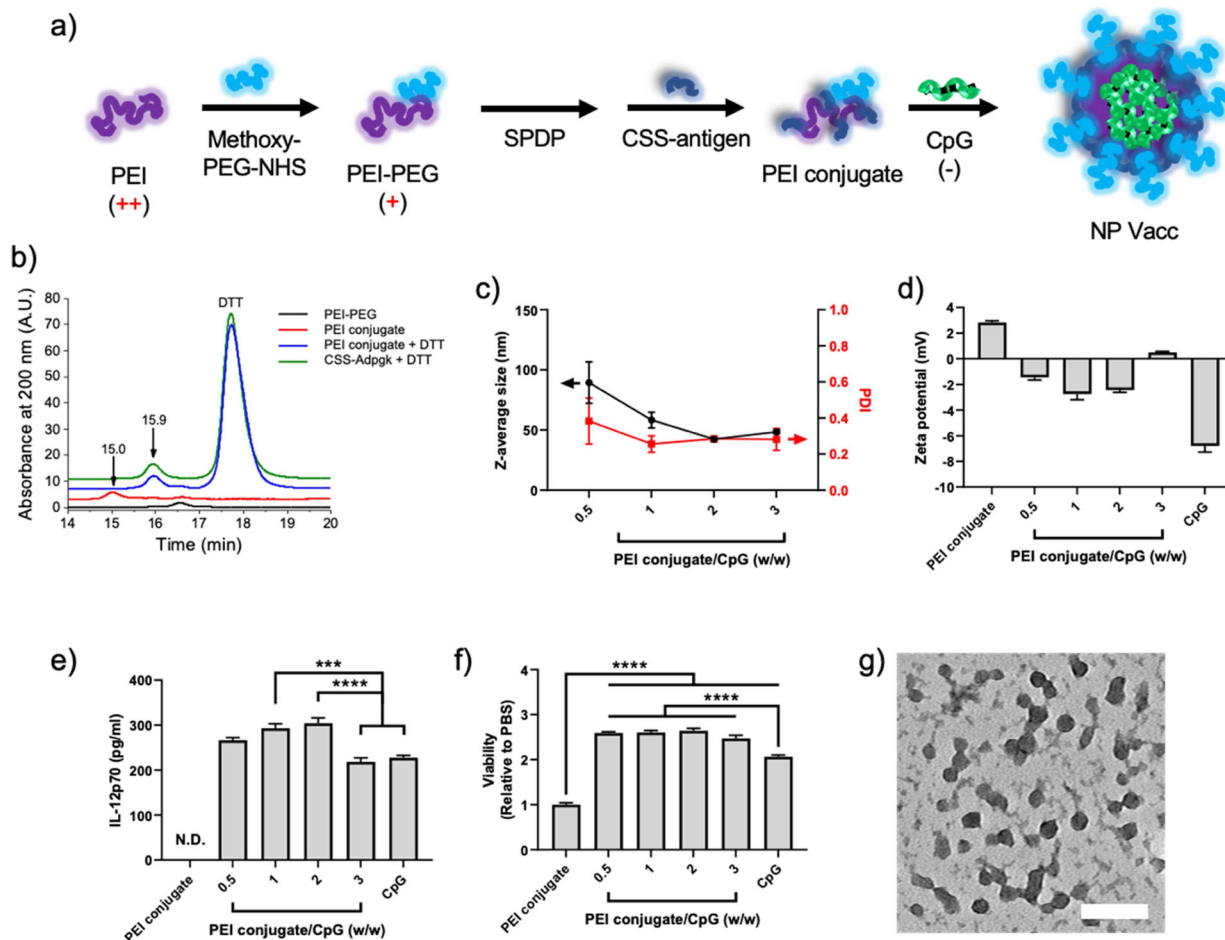 a)
PEI
(++)
Methoxy-
PEG-NHS
PEI-PEG
(+)
SPDP
CSS-antigen
PEI conjugate
CpG
(-)
NP Vacc
b)
Absorbance at 200 nm (A.U.)
80
70
60
50
40
30
20
10
0
15.0
15.9
DTT
PEI-PEG
PEI conjugate
PEI conjugate + DTT
CSS-Adpgk + DTT
14 15 16 17 18 19 20
Time (min)
c)
Z-average size (nm)
150
100
50
0
1.0
0.8
0.6
0.4
0.2
0.0
PDI
0.5 1 2 3
PEI conjugate/CpG (w/w)
d)
Zeta potential (mV)
4
2
0
-2
-4
-6
-8
-10
PEI conjugate 0.5 1 2 3 CpG
PEI conjugate/CpG (w/w)
e)
IL-12p70 (pg/ml)
400
300
200
100
0
***
****
N.D.
PEI conjugate 0.5 1 2 3 CpG
PEI conjugate/CpG (w/w)
f)
Viability
(Relative to PBS)
4
3
2
1
0
****
****
PEI conjugate 0.5 1 2 3 CpG
PEI conjugate/CpG (w/w)
g)